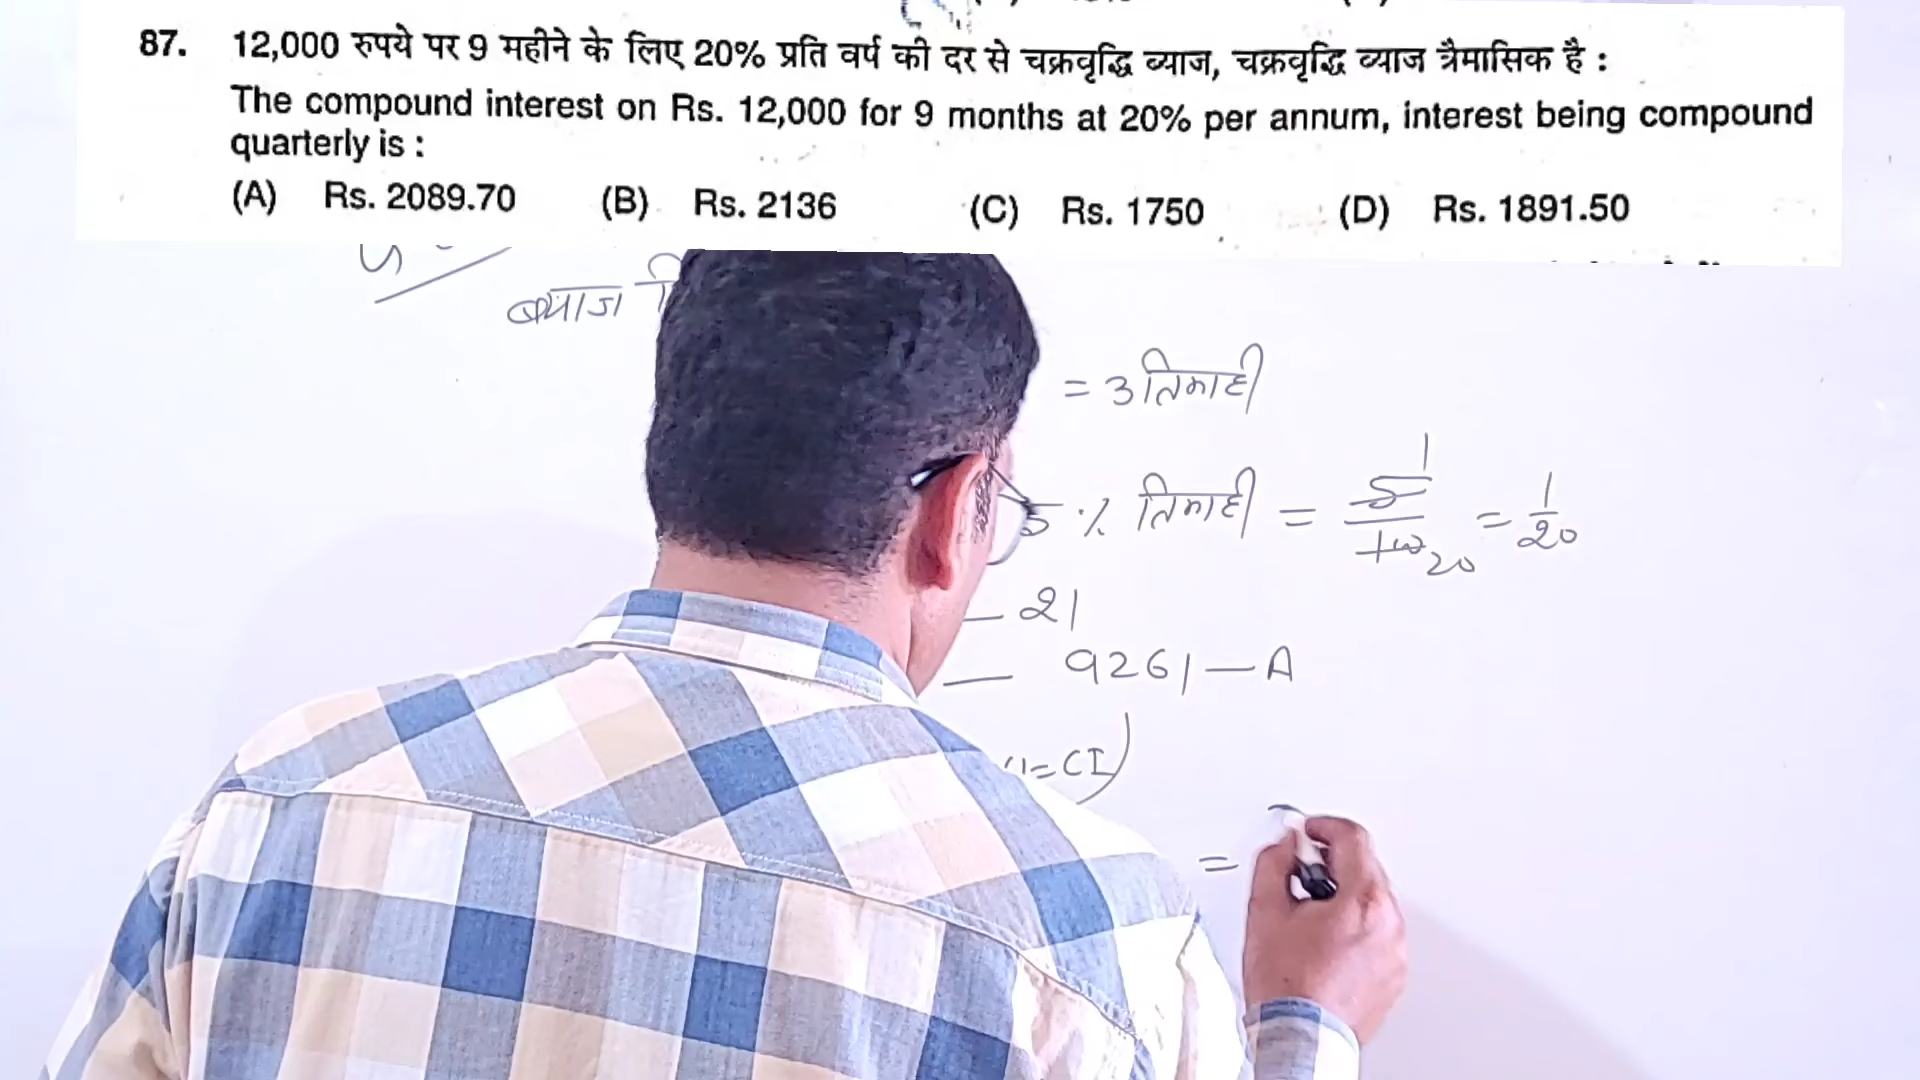 87. 12,000 रुपये पर 9 महीने के लिए 20% प्रति वर्ष की दर से चक्रवृद्धि ब्याज, चक्रवृद्धि ब्याज त्रैमासिक है :
The compound interest on Rs. 12,000 for 9 months at 20% per annum, interest being compound
quarterly is :
(A) Rs. 2089.70 (B) Rs. 2136 (C) Rs. 1750 (D) Rs. 1891.50
ब्याज
= 3 तिमाही
5 % तिमाही = 5/100 1/20 = 1/20
— 21
— 9261 — A
= CI)
=